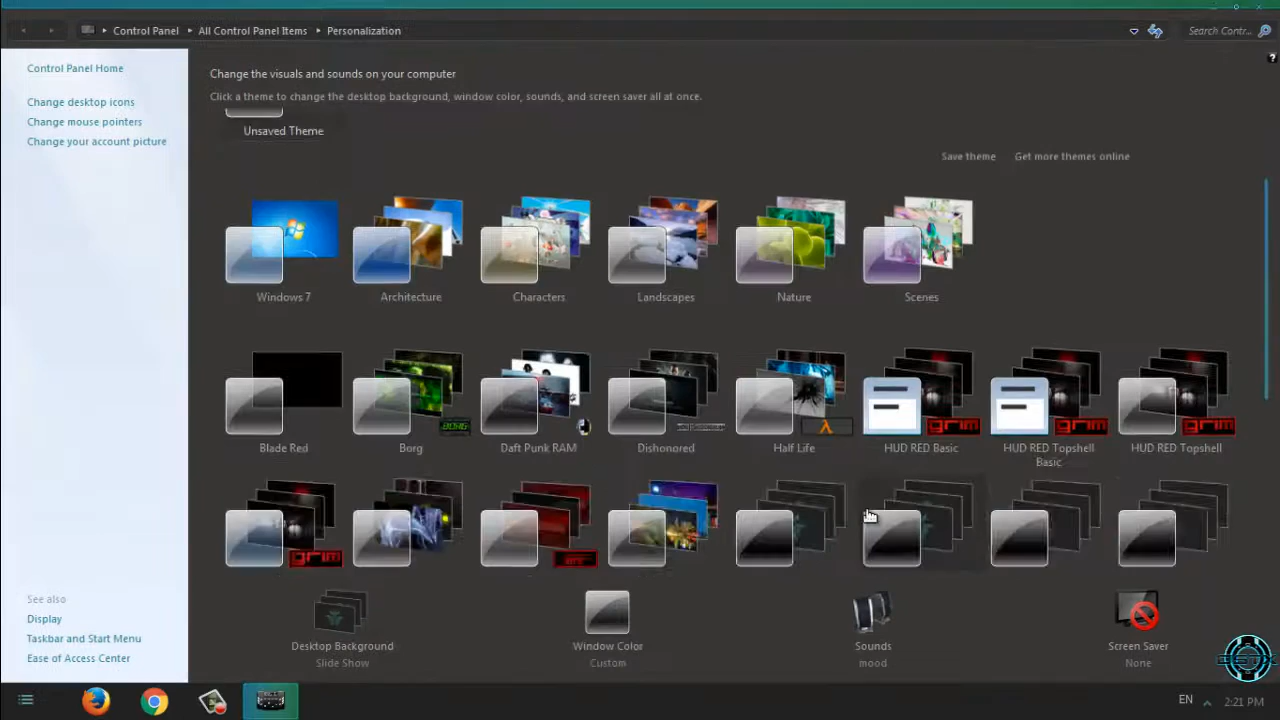 Control Panel ▸ All Control Panel Items ▸ Personalization
Search Contr...
Control Panel Home
Change desktop icons
Change mouse pointers
Change your account picture
Change the visuals and sounds on your computer
Click a theme to change the desktop background, window color, sounds, and screen saver all at once.
Unsaved Theme
Save theme
Get more themes online
Windows 7
Architecture
Characters
Landscapes
Nature
Scenes
BORG
grim
grim
grim
Blade Red
Borg
Daft Punk RAM
Dishonored
Half Life
HUD RED Basic
HUD RED Topshell
Basic
HUD RED Topshell
grim
See also
Display
Taskbar and Start Menu
Ease of Access Center
Desktop Background
Slide Show
Window Color
Custom
Sounds
mood
Screen Saver
None
EN
2:21 PM